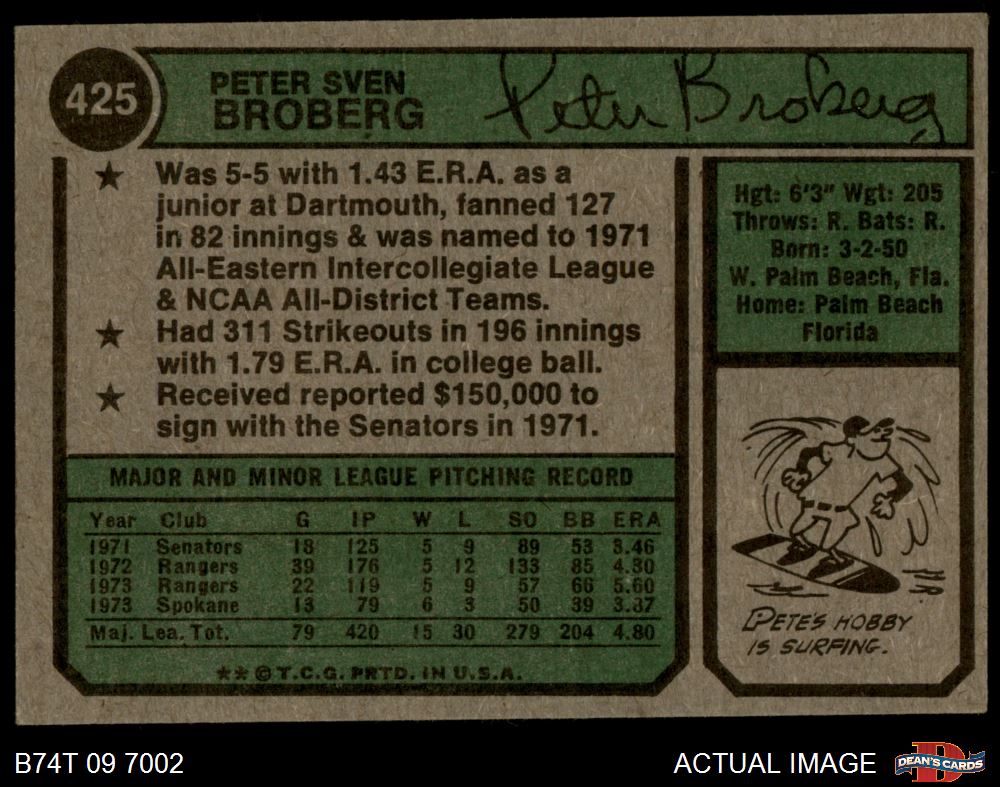 425
PETER SVEN
BROBERG
Pete Broberg
★ Was 5-5 with 1.43 E.R.A. as a
junior at Dartmouth, fanned 127
in 82 innings & was named to 1971
All-Eastern Intercollegiate League
& NCAA All-District Teams.
★ Had 311 Strikeouts in 196 innings
with 1.79 E.R.A. in college ball.
★ Received reported $150,000 to
sign with the Senators in 1971.
Hgt: 6'3" Wgt: 205
Throws: R. Bats: R.
Born: 3-2-50
W. Palm Beach, Fla.
Home: Palm Beach
Florida
MAJOR AND MINOR LEAGUE PITCHING RECORD
Year Club G IP W L SO BB ERA
1971 Senators 18 125 5 9 89 53 3.46
1972 Rangers 39 176 5 12 133 85 4.30
1973 Rangers 22 119 5 9 57 66 5.60
1973 Spokane 13 79 6 3 50 39 3.37
Maj. Lea. Tot. 79 420 15 30 279 204 4.80
★★ © T.C.G. PRTD. IN U.S.A.
PETE'S HOBBY
IS SURFING.
B74T 09 7002
ACTUAL IMAGE
DEAN'S CARDS